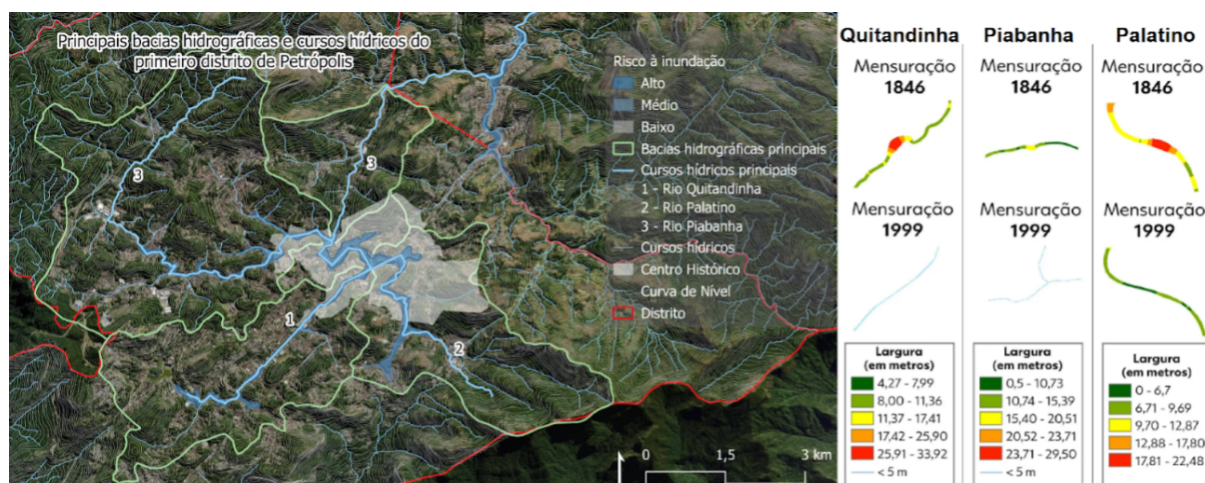 Principais bacias hidrográficas e cursos hídricos do
primeiro distrito de Petrópolis
Risco à inundação
Alto
Médio
Baixo
Bacias hidrográficas principais
Cursos hídricos principais
1 - Rio Quitandinha
2 - Rio Palatino
3 - Rio Piabanha
Cursos hídricos
Centro Histórico
Curva de Nível
Distrito
3
3
1
2
0 1,5 3 km
Quitandinha
Mensuração
1846
Mensuração
1999
Largura
(em metros)
4,27 - 7,99
8,00 - 11,36
11,37 - 17,41
17,42 - 25,90
25,91 - 33,92
< 5 m
Piabanha
Mensuração
1846
Mensuração
1999
Largura
(em metros)
0,5 - 10,73
10,74 - 15,39
15,40 - 20,51
20,52 - 23,71
23,71 - 29,50
< 5 m
Palatino
Mensuração
1846
Mensuração
1999
Largura
(em metros)
0 - 6,7
6,71 - 9,69
9,70 - 12,87
12,88 - 17,80
17,81 - 22,48